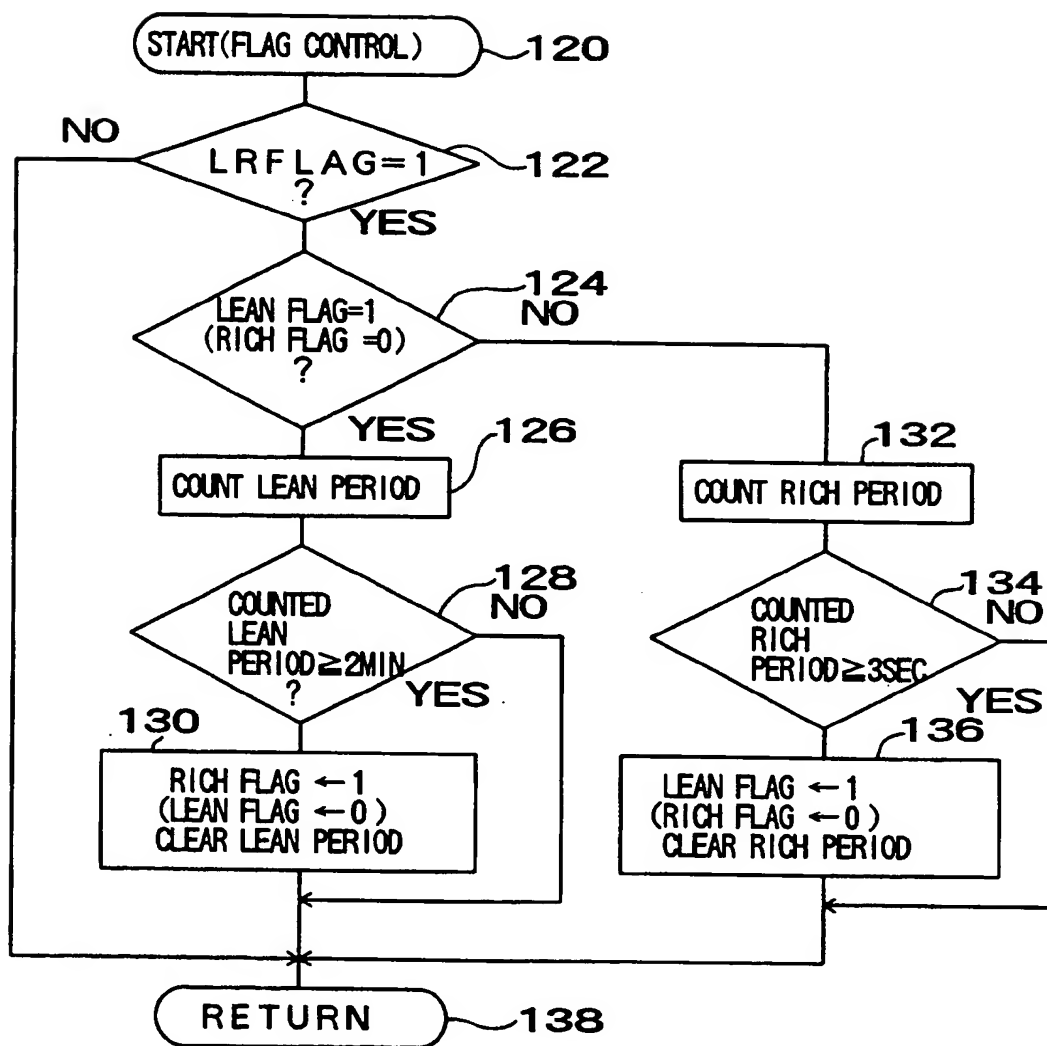 START(FLAG CONTROL)
120
NO
LRFLAG=1
?
122
YES
124
LEAN FLAG=1
(RICH FLAG =0)
?
NO
YES
126
COUNT LEAN PERIOD
132
COUNT RICH PERIOD
128
COUNTED
LEAN
PERIOD≧2MIN
?
NO
YES
134
COUNTED
RICH
PERIOD≧3SEC
NO
YES
130
RICH FLAG ←1
(LEAN FLAG ←0)
CLEAR LEAN PERIOD
136
LEAN FLAG ←1
(RICH FLAG ←0)
CLEAR RICH PERIOD
RETURN
138